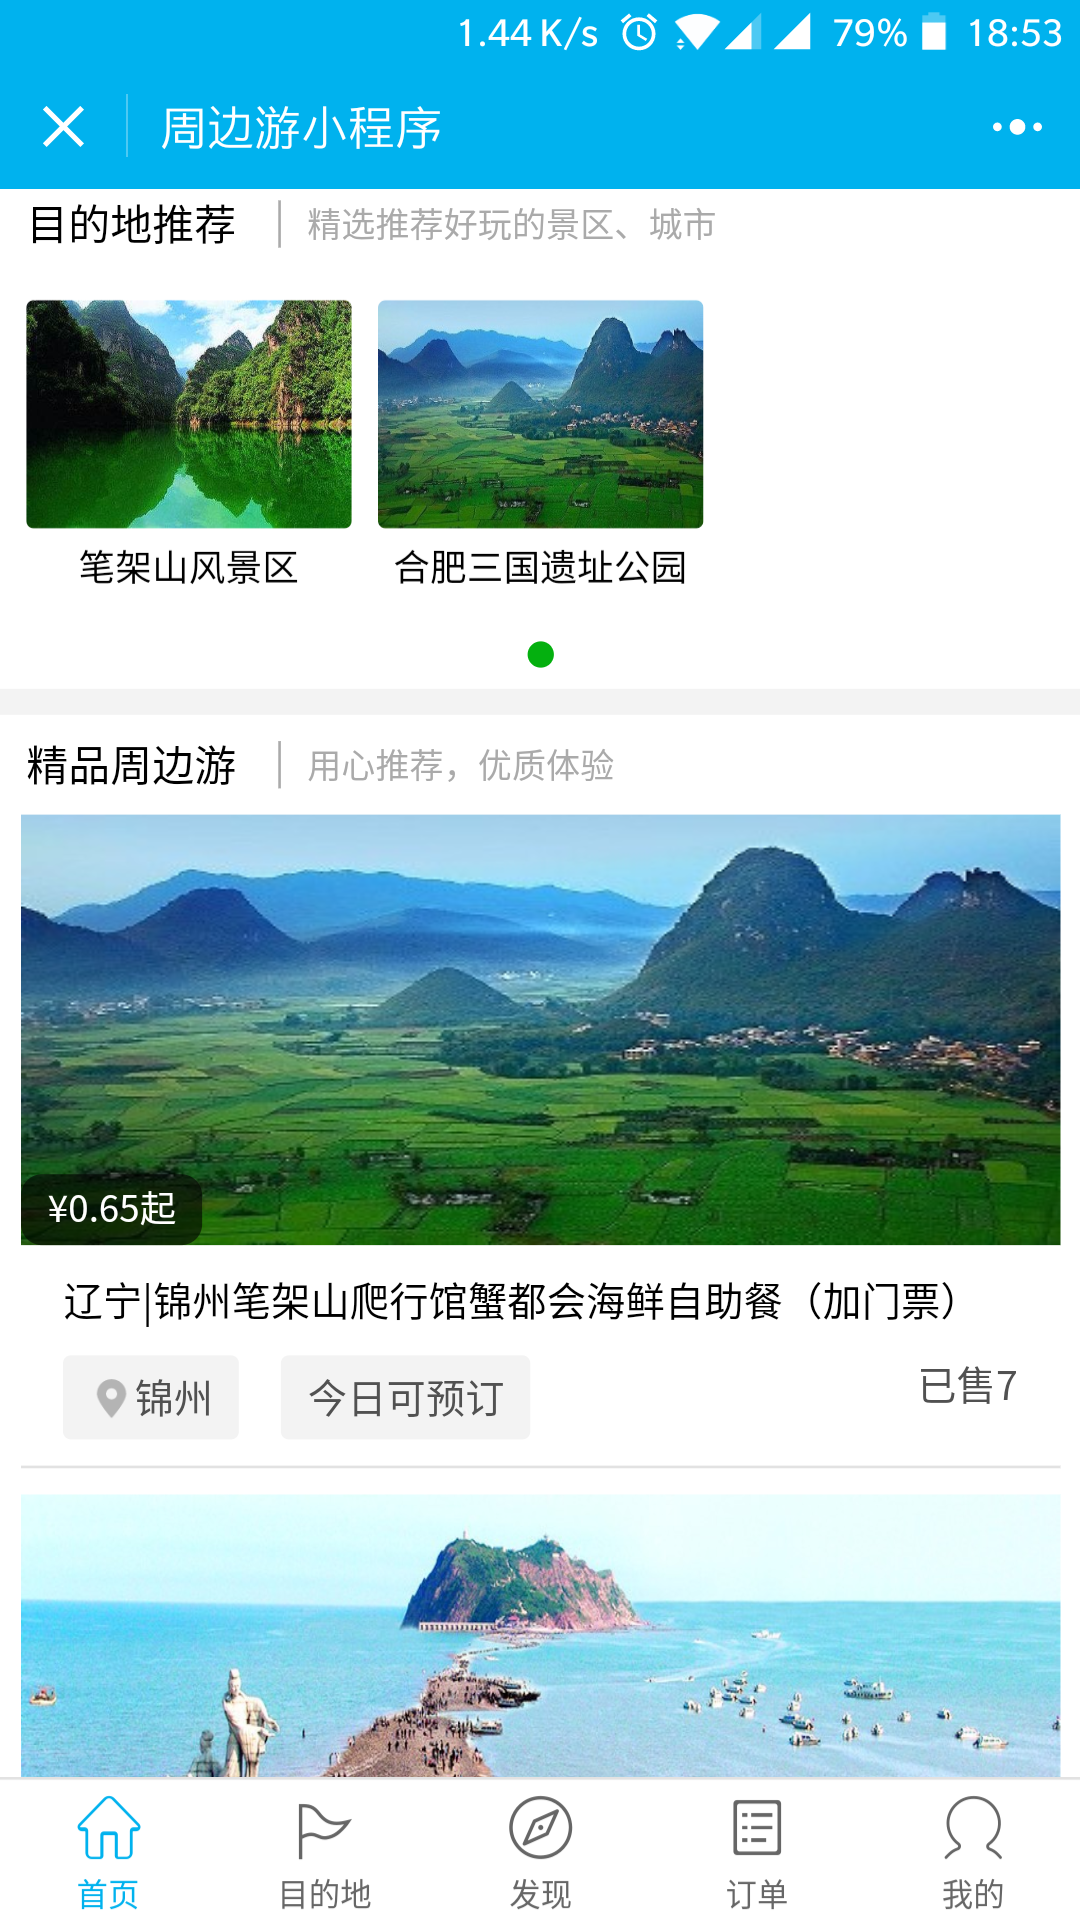 1.44 K/s 79% 18:53
周边游小程序
目的地推荐 精选推荐好玩的景区、城市
笔架山风景区 合肥三国遗址公园
精品周边游 用心推荐，优质体验
¥0.65起
辽宁|锦州笔架山爬行馆蟹都会海鲜自助餐（加门票）
锦州 今日可预订 已售7
首页 目的地 发现 订单 我的